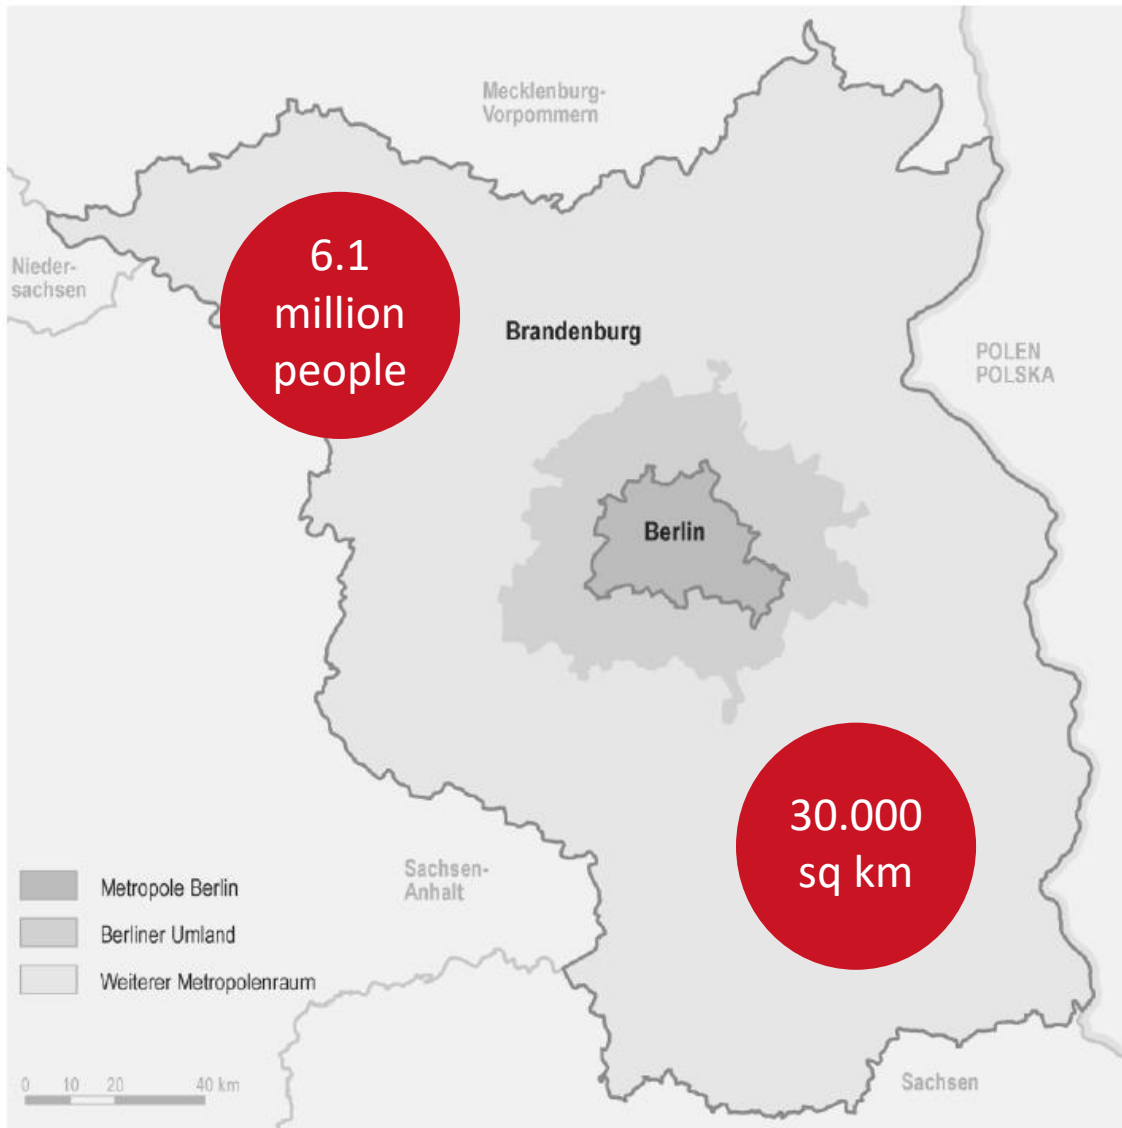 Mecklenburg-
Vorpommern
6.1
million
people
Nieder-
sachsen
Brandenburg
POLEN
POLSKA
Berlin
30.000
sq km
Sachsen-
Anhalt
Metropole Berlin
Berliner Umland
Weiterer Metropolenraum
0 10 20 40 km
Sachsen